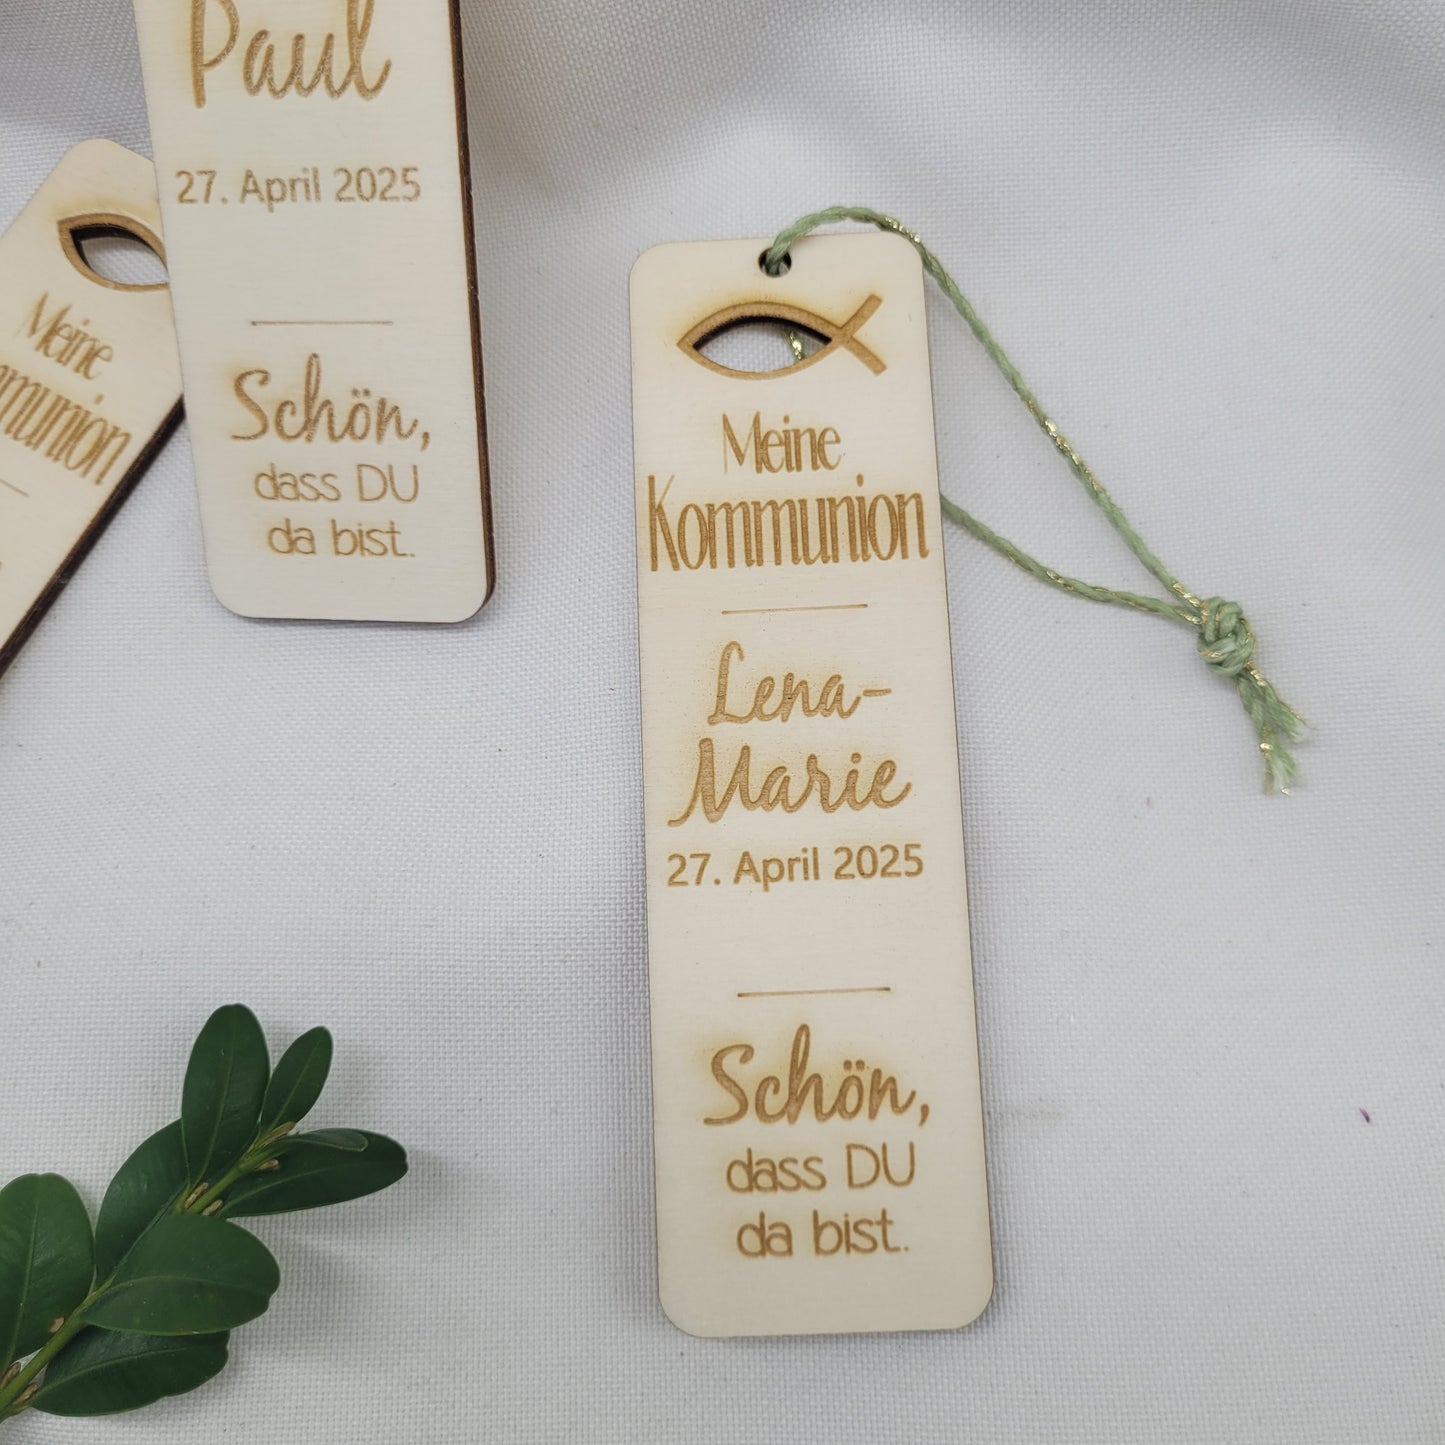 Paul
27. April 2025
Schön,
dass DU
da bist.
Meine
Meine
Kommunion
Lena-
Marie
27. April 2025
Schön,
dass DU
da bist.